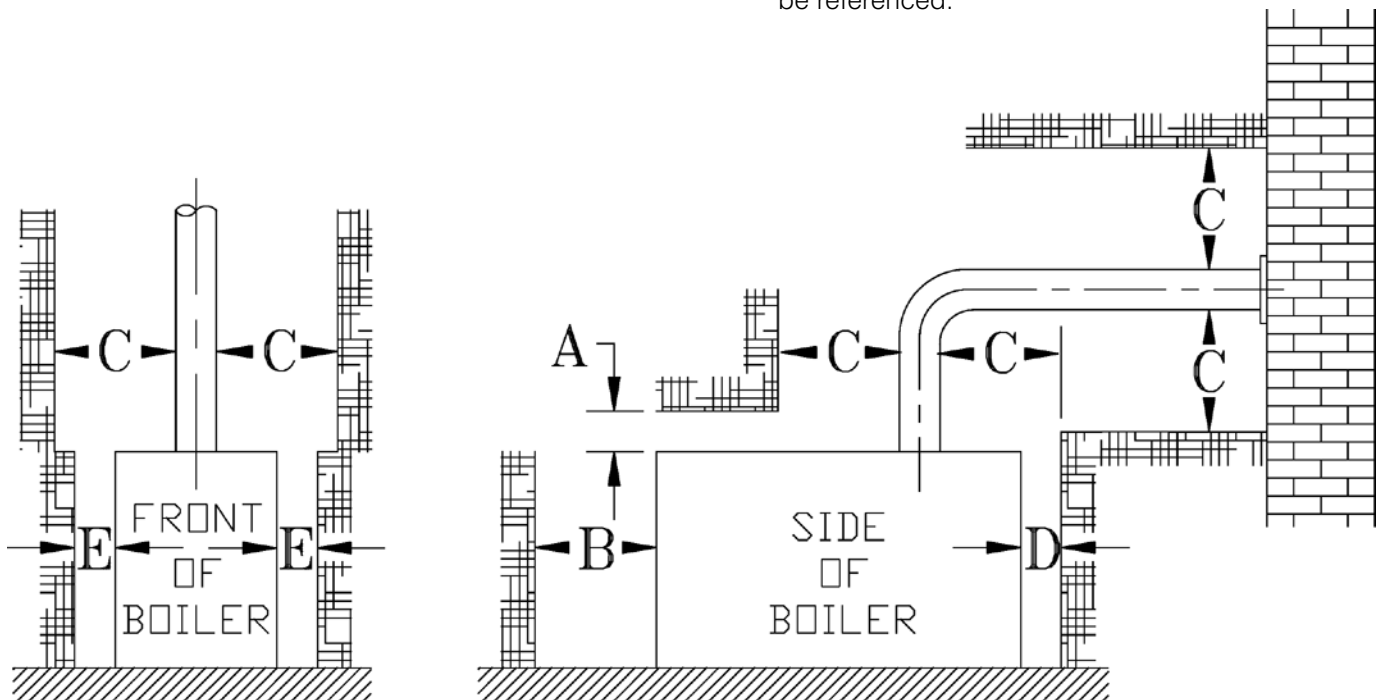 be referenced.
C
C C
A
C C
C
FRONT
OF
BOILER
E E
SIDE
OF
BOILER
B D